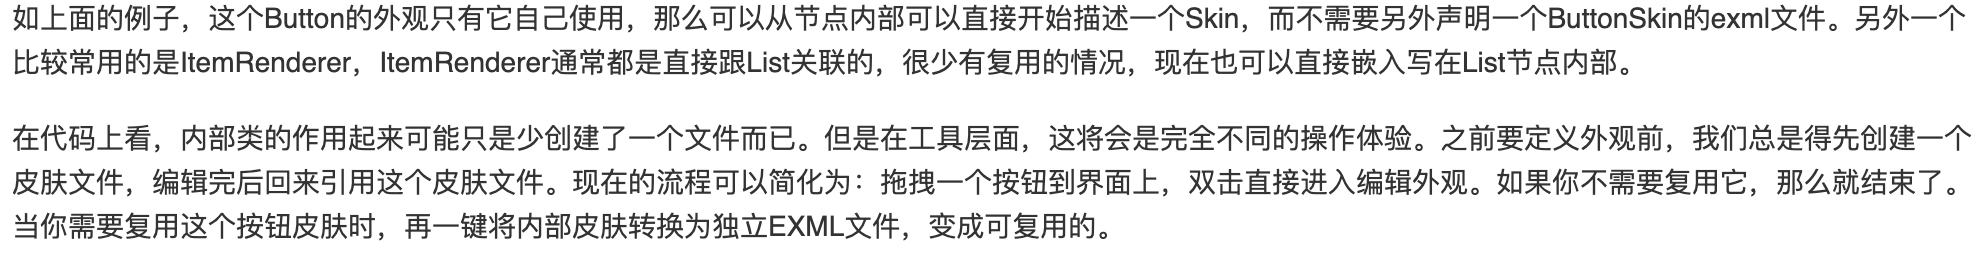 如上面的例子，这个Button的外观只有它自己使用，那么可以从节点内部可以直接开始描述一个Skin，而不需要另外声明一个ButtonSkin的exml文件。另外一个
比较常用的是ItemRenderer，ItemRenderer通常都是直接跟List关联的，很少有复用的情况，现在也可以直接嵌入写在List节点内部。
在代码上看，内部类的作用起来可能只是少创建了一个文件而已。但是在工具层面，这将会是完全不同的操作体验。之前要定义外观前，我们总是得先创建一个
皮肤文件，编辑完后回来引用这个皮肤文件。现在的流程可以简化为：拖拽一个按钮到界面上，双击直接进入编辑外观。如果你不需要复用它，那么就结束了。
当你需要复用这个按钮皮肤时，再一键将内部皮肤转换为独立EXML文件，变成可复用的。